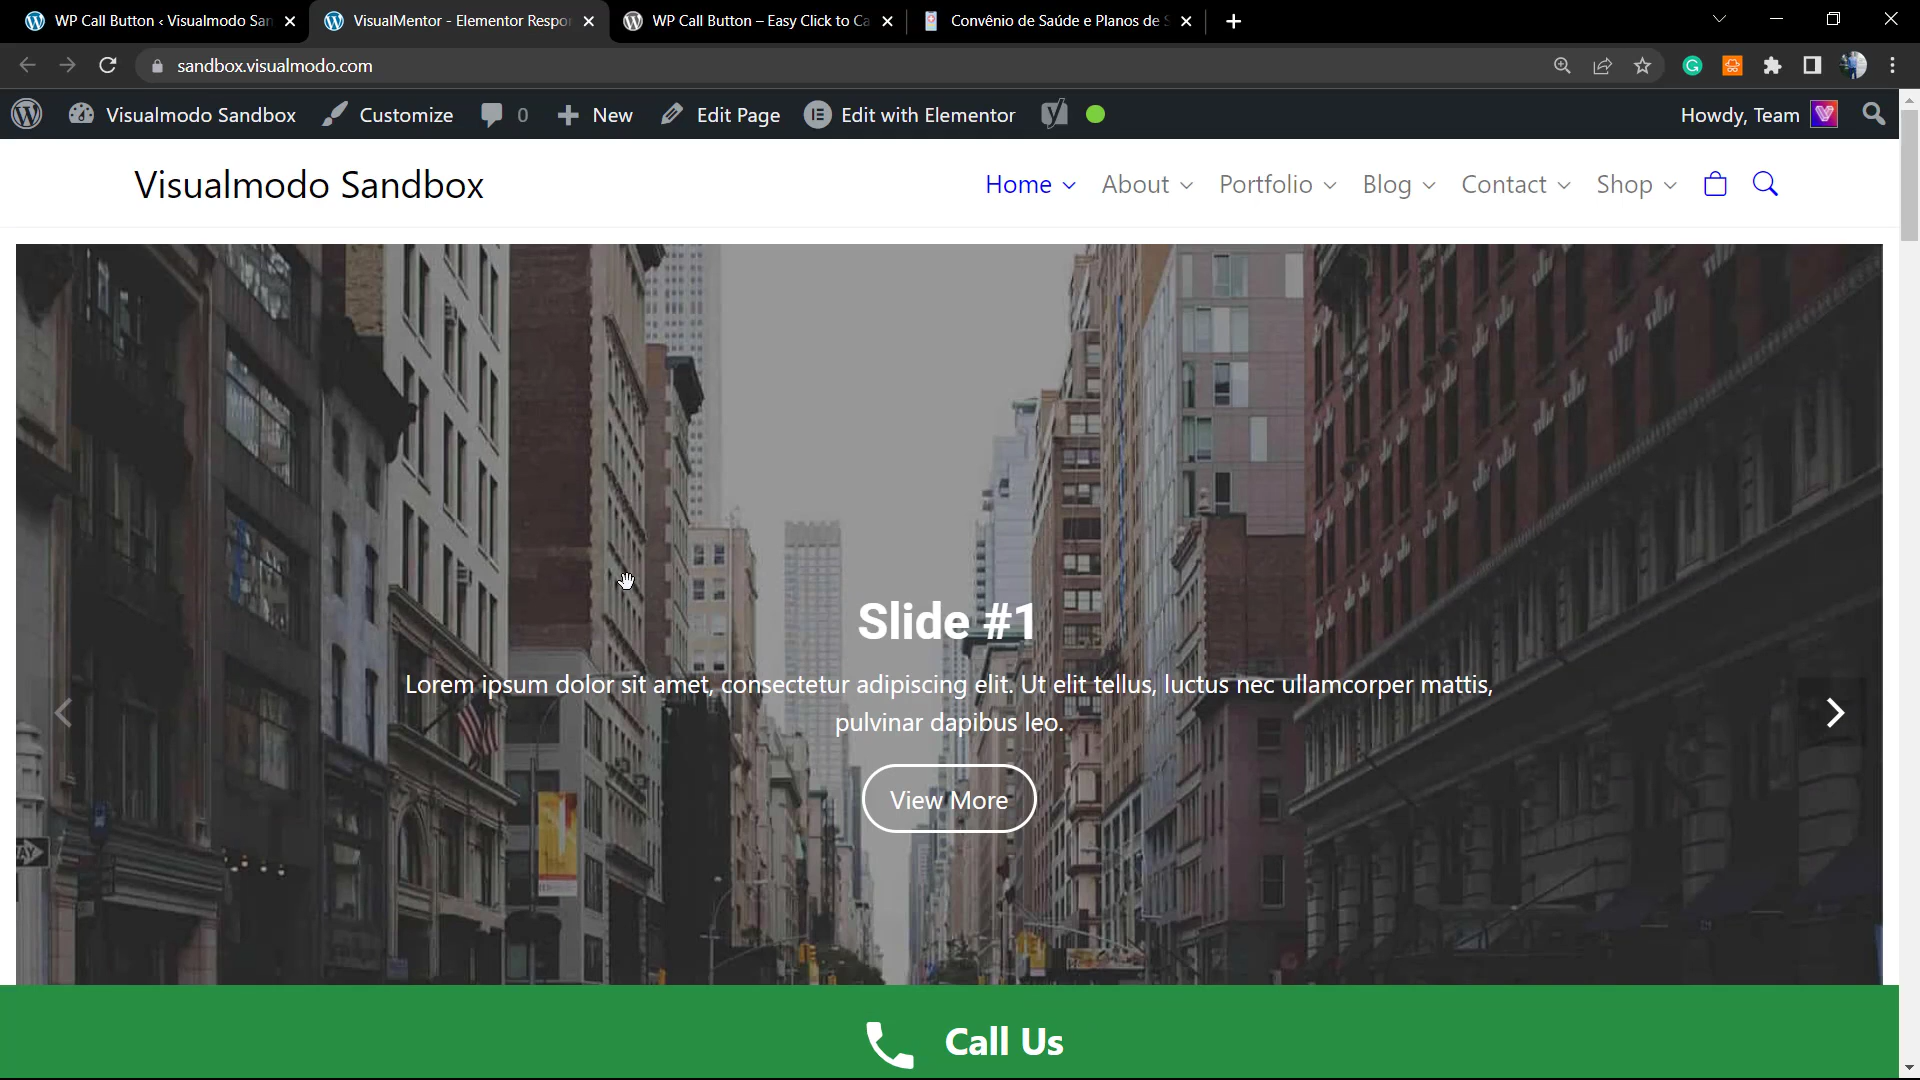 WP Call Button ‹ Visualmodo San
VisualMentor - Elementor Respon
WP Call Button – Easy Click to Ca
Convênio de Saúde e Planos de S
sandbox.visualmodo.com
Visualmodo Sandbox
Customize
0
New
Edit Page
Edit with Elementor
Howdy, Team
Visualmodo Sandbox
Home
About
Portfolio
Blog
Contact
Shop
Slide #1
Lorem ipsum dolor sit amet, consectetur adipiscing elit. Ut elit tellus, luctus nec ullamcorper mattis,
pulvinar dapibus leo.
View More
Call Us